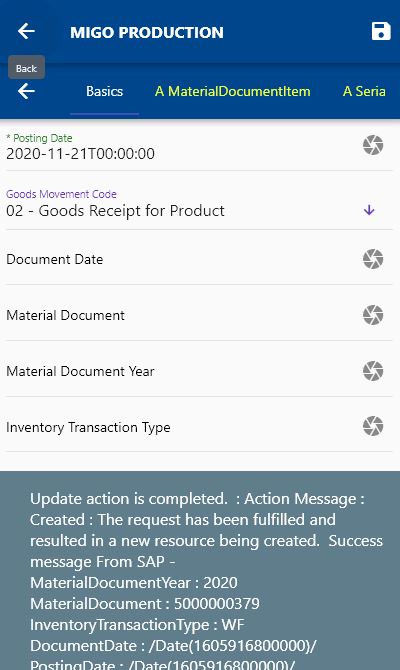 MIGO PRODUCTION
Back
Basics A MaterialDocumentItem A Seria
* Posting Date
2020-11-21T00:00:00
Goods Movement Code
02 - Goods Receipt for Product
Document Date
Material Document
Material Document Year
Inventory Transaction Type
Update action is completed.  : Action Message :
Created : The request has been fulfilled and
resulted in a new resource being created.  Success
message From SAP -
MaterialDocumentYear : 2020
MaterialDocument : 5000000379
InventoryTransactionType : WF
DocumentDate : /Date(1605916800000)/
PostingDate : /Date(1605916800000)/